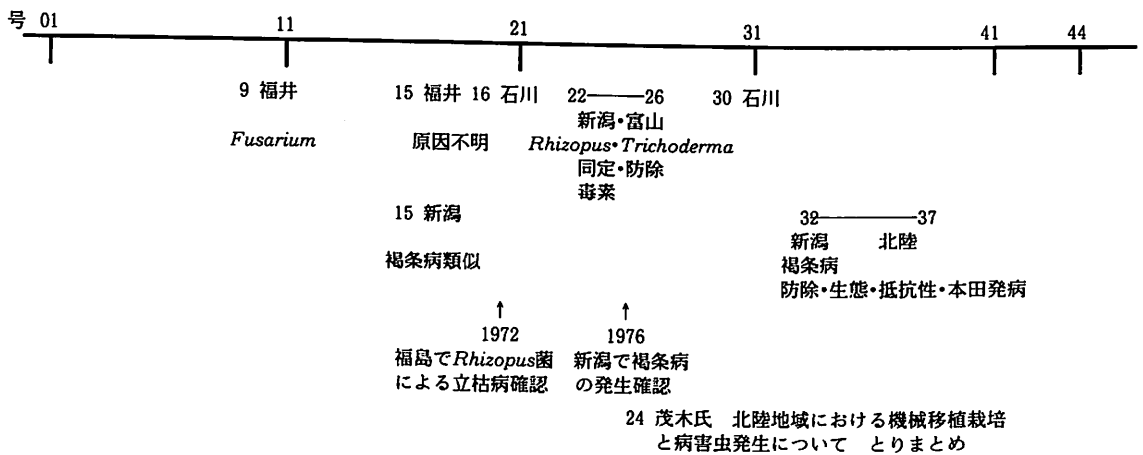 号 01 11 21 31 41 44
9 福井 15 福井 16 石川 22――26 30 石川
新潟・富山
Fusarium 原因不明 Rhizopus・Trichoderma
同定・防除
毒素
15 新潟 32――37
新潟 北陸
褐条病類似 褐条病
防除・生態・抵抗性・本田発病
↑ ↑
1972 1976
福島でRhizopus菌 新潟で褐条病
による立枯病確認 の発生確認
24 茂木氏 北陸地域における機械移植栽培
と病害虫発生について とりまとめ